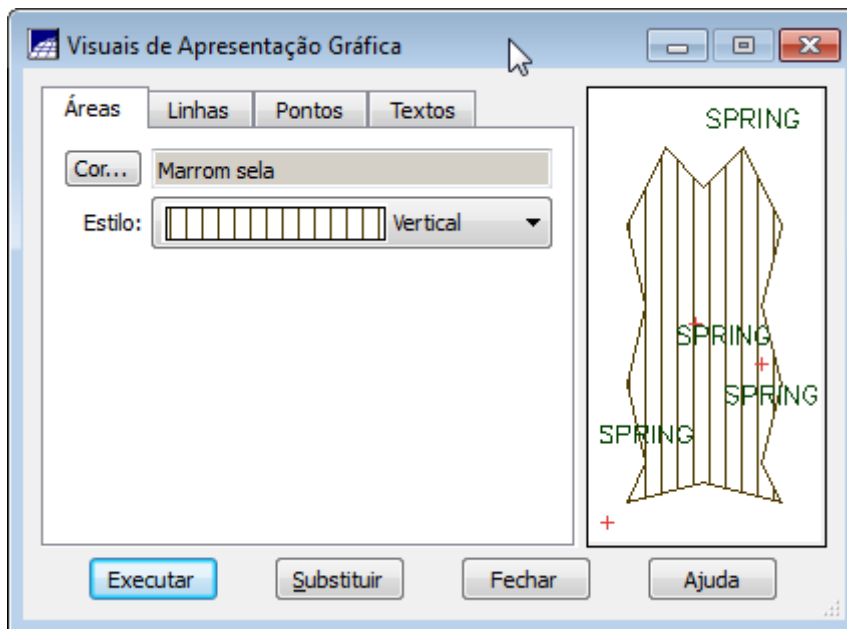 Visuais de Apresentação Gráfica
Áreas Linhas Pontos Textos
Cor... Marrom sela
Estilo: Vertical
SPRING
SPRING
SPRING
SPRING
Executar Substituir Fechar Ajuda